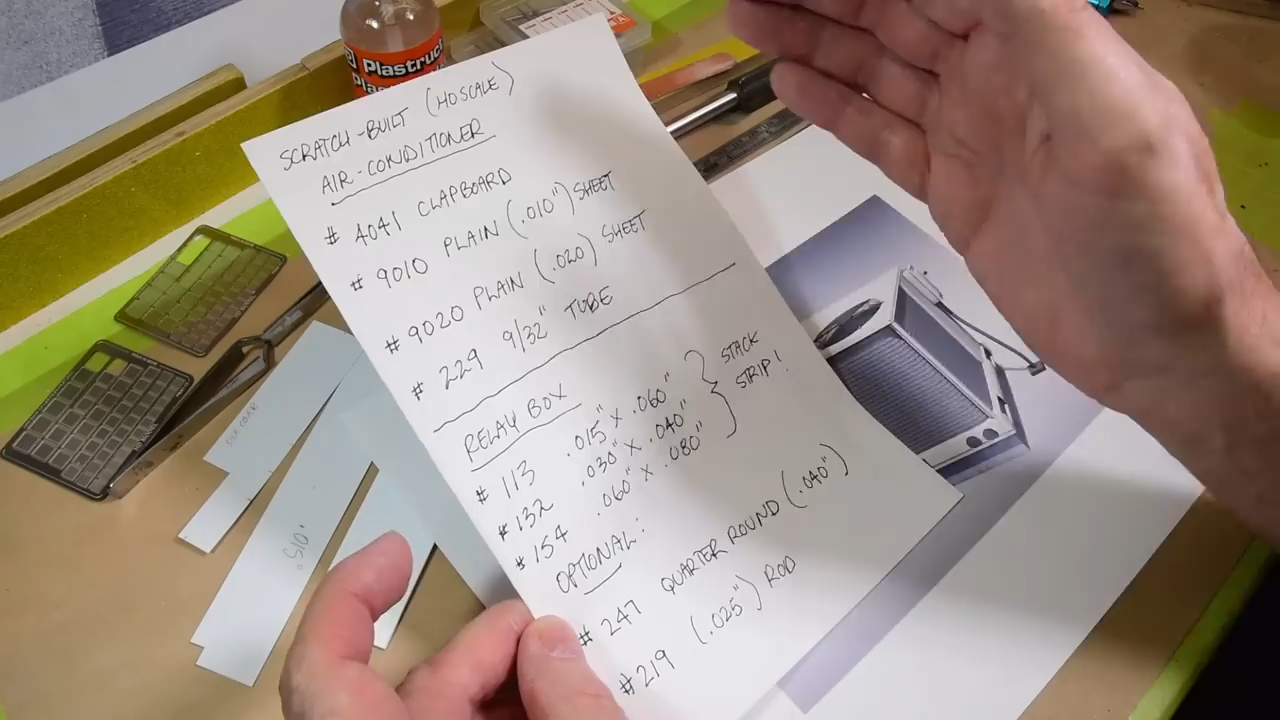 Plastruct
Plas
SCRATCH-BUILT (HO SCALE)
AIR-CONDITIONER
# 4041 CLAPBOARD
# 9010 PLAIN (.010") SHEET
# 9020 PLAIN (.020) SHEET
# 229 9/32" TUBE
RELAY BOX
# 113 .015" X .060"
# 132 .030" X .040"
# 154 .060" X .080"
STACK
STRIP!
OPTIONAL:
# 247 QUARTER ROUND (.040")
# 219 (.025") ROD
.015"